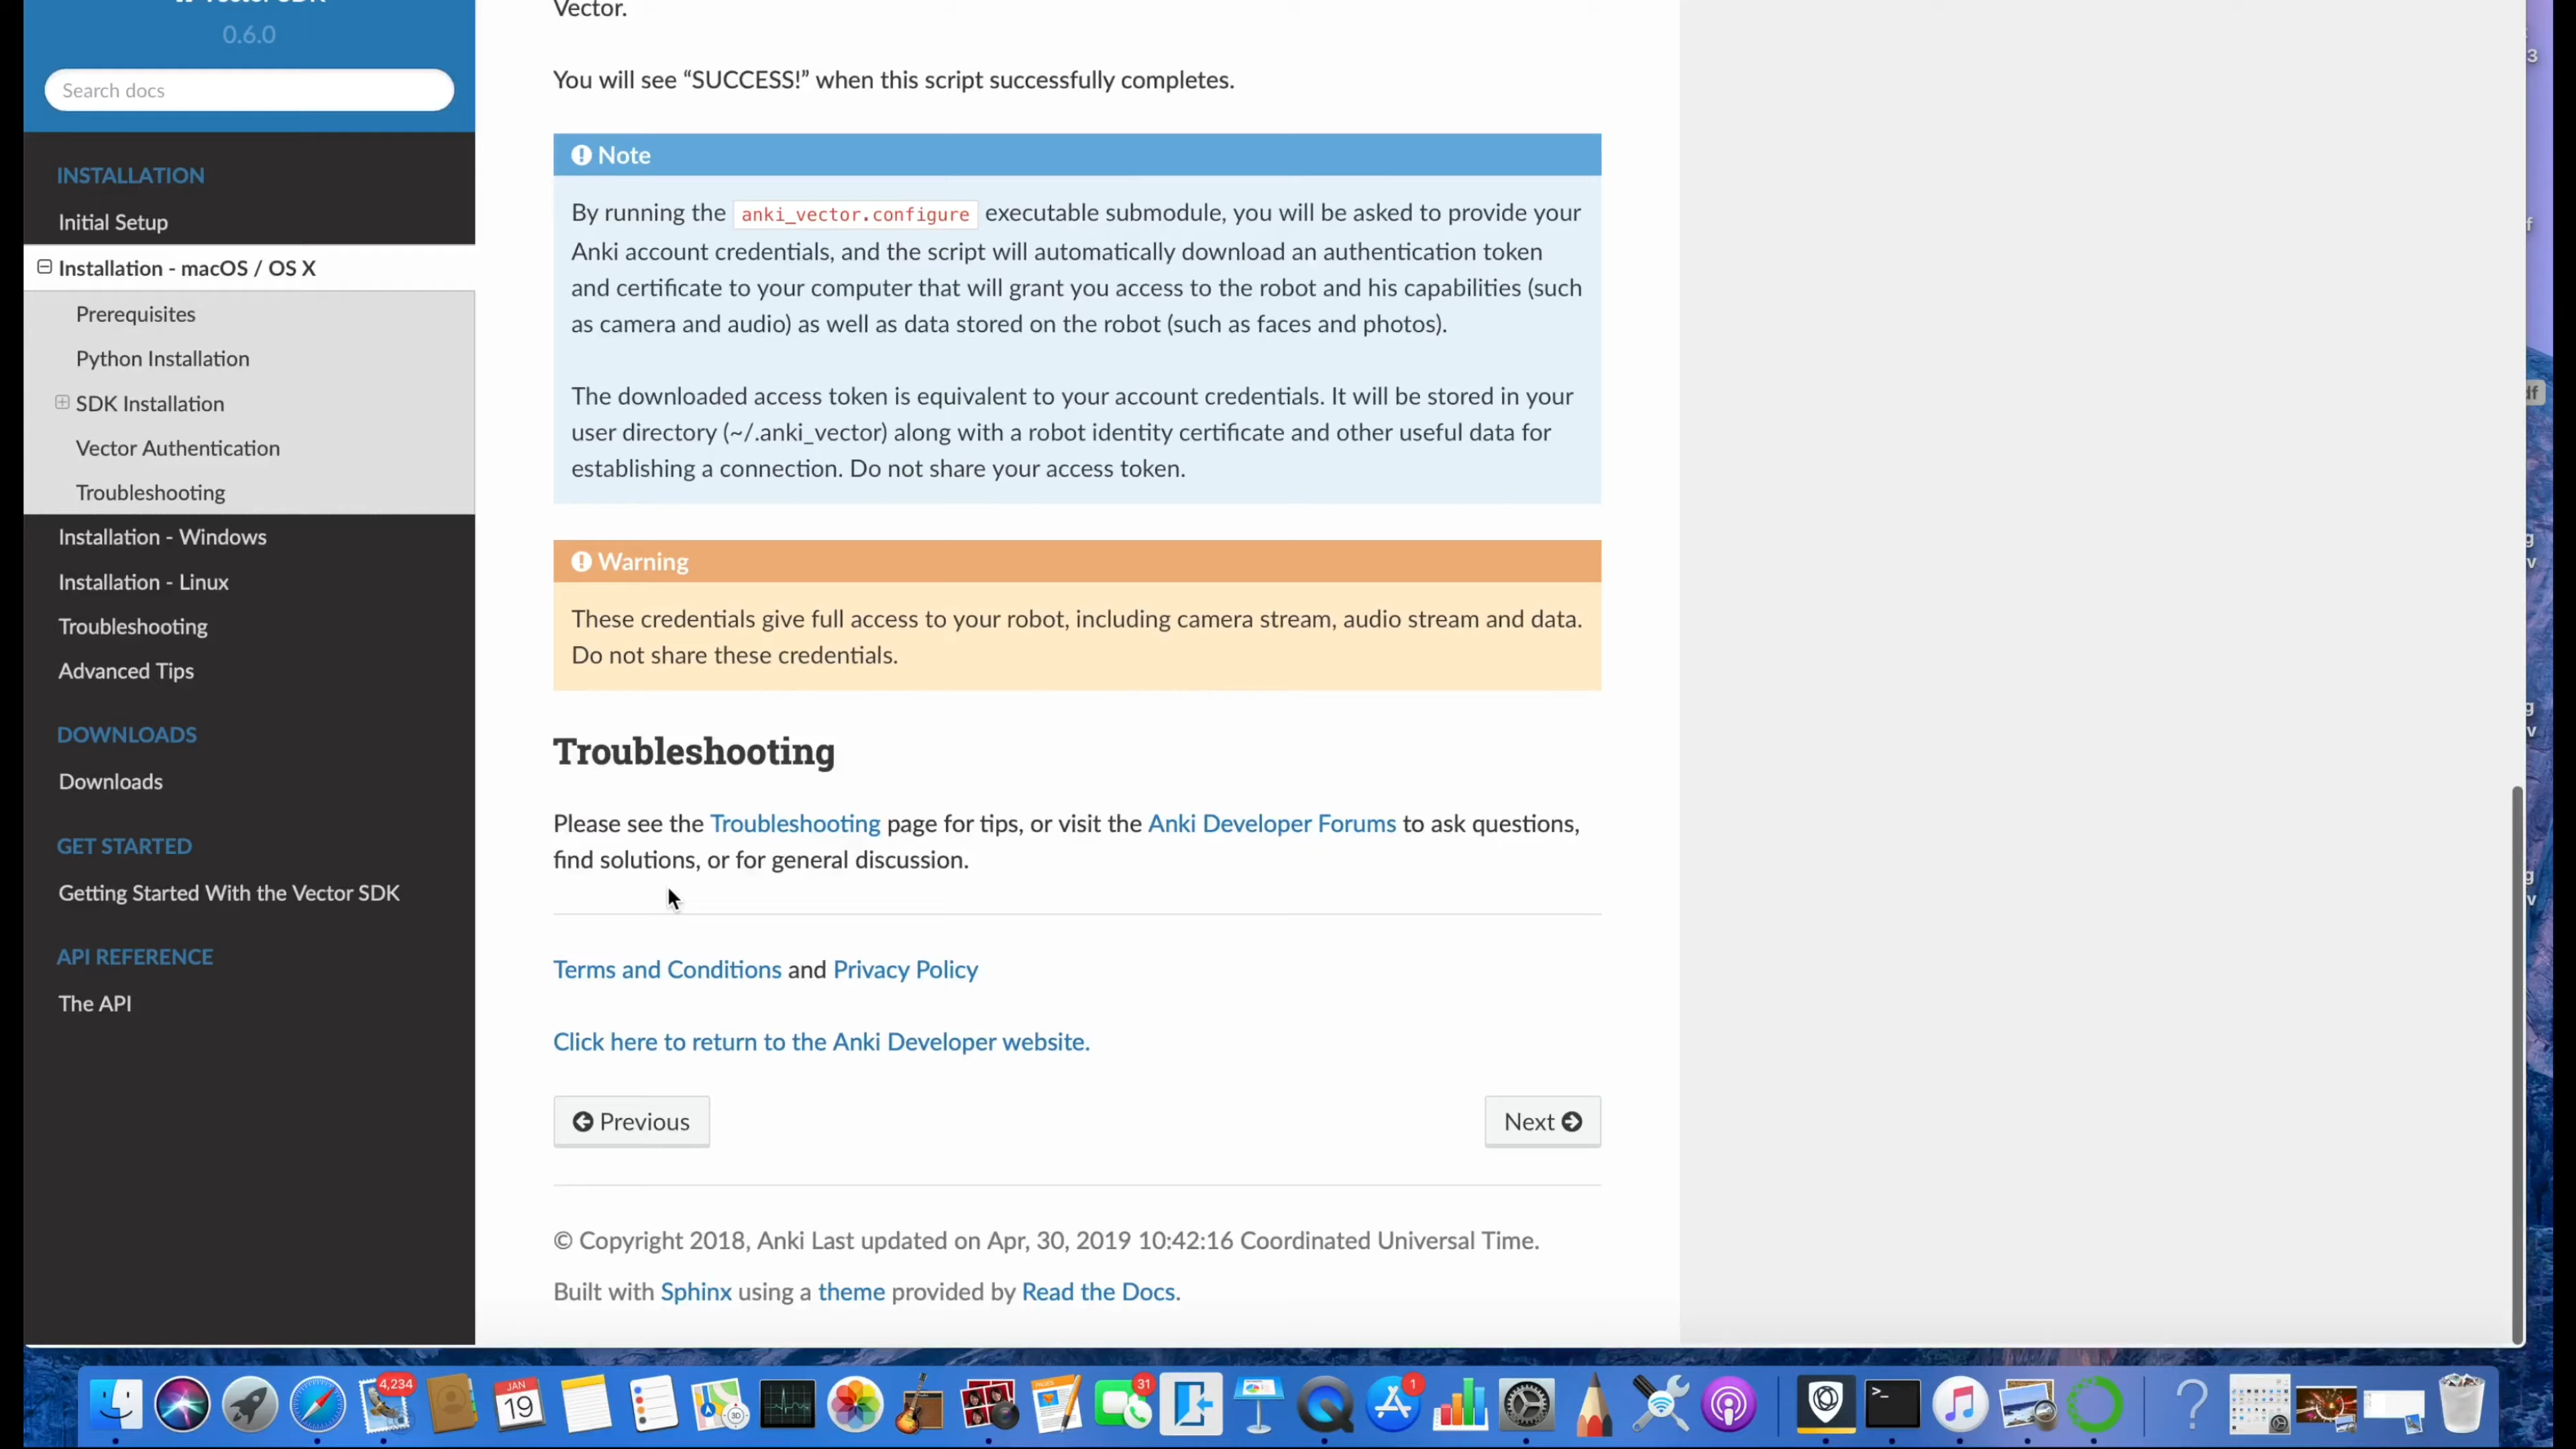 0.6.0
Search docs
INSTALLATION
Initial Setup
Installation - macOS / OS X
Prerequisites
Python Installation
SDK Installation
Vector Authentication
Troubleshooting
Installation - Windows
Installation - Linux
Troubleshooting
Advanced Tips
DOWNLOADS
Downloads
GET STARTED
Getting Started With the Vector SDK
API REFERENCE
The API
Vector.
You will see “SUCCESS!” when this script successfully completes.
Note
By running the anki_vector.configure executable submodule, you will be asked to provide your
Anki account credentials, and the script will automatically download an authentication token
and certificate to your computer that will grant you access to the robot and his capabilities (such
as camera and audio) as well as data stored on the robot (such as faces and photos).
The downloaded access token is equivalent to your account credentials. It will be stored in your
user directory (~/.anki_vector) along with a robot identity certificate and other useful data for
establishing a connection. Do not share your access token.
Warning
These credentials give full access to your robot, including camera stream, audio stream and data.
Do not share these credentials.
Troubleshooting
Please see the Troubleshooting page for tips, or visit the Anki Developer Forums to ask questions,
find solutions, or for general discussion.
Terms and Conditions and Privacy Policy
Click here to return to the Anki Developer website.
Previous
Next
© Copyright 2018, Anki Last updated on Apr, 30, 2019 10:42:16 Coordinated Universal Time.
Built with Sphinx using a theme provided by Read the Docs.
4,234
JAN
19
3D
PAGES
31
1
>_